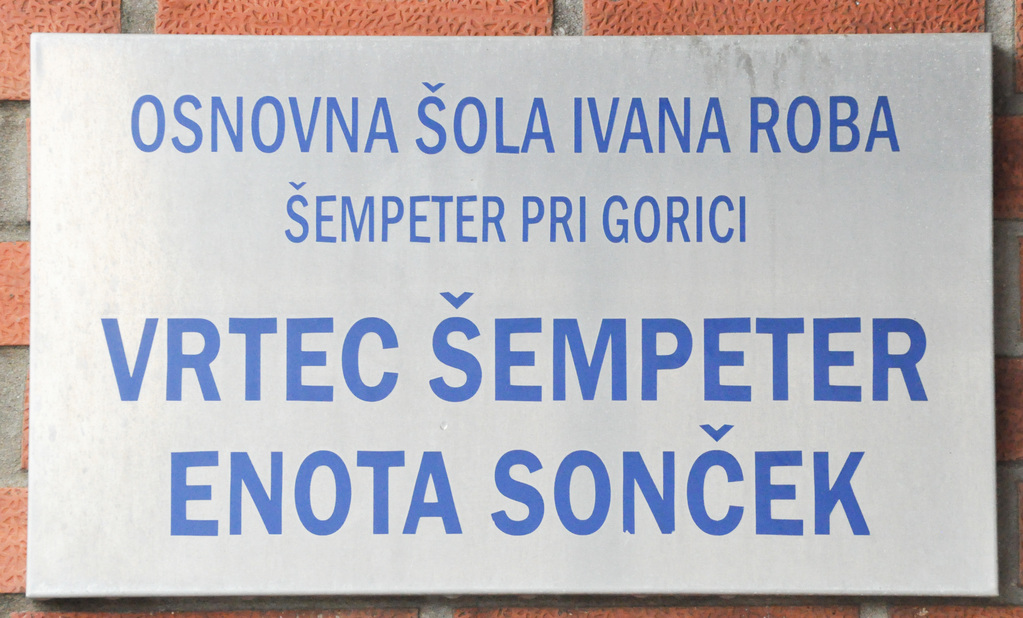 OSNOVNA ŠOLA IVANA ROBA
ŠEMPETER PRI GORICI
VRTEC ŠEMPETER
ENOTA SONČEK